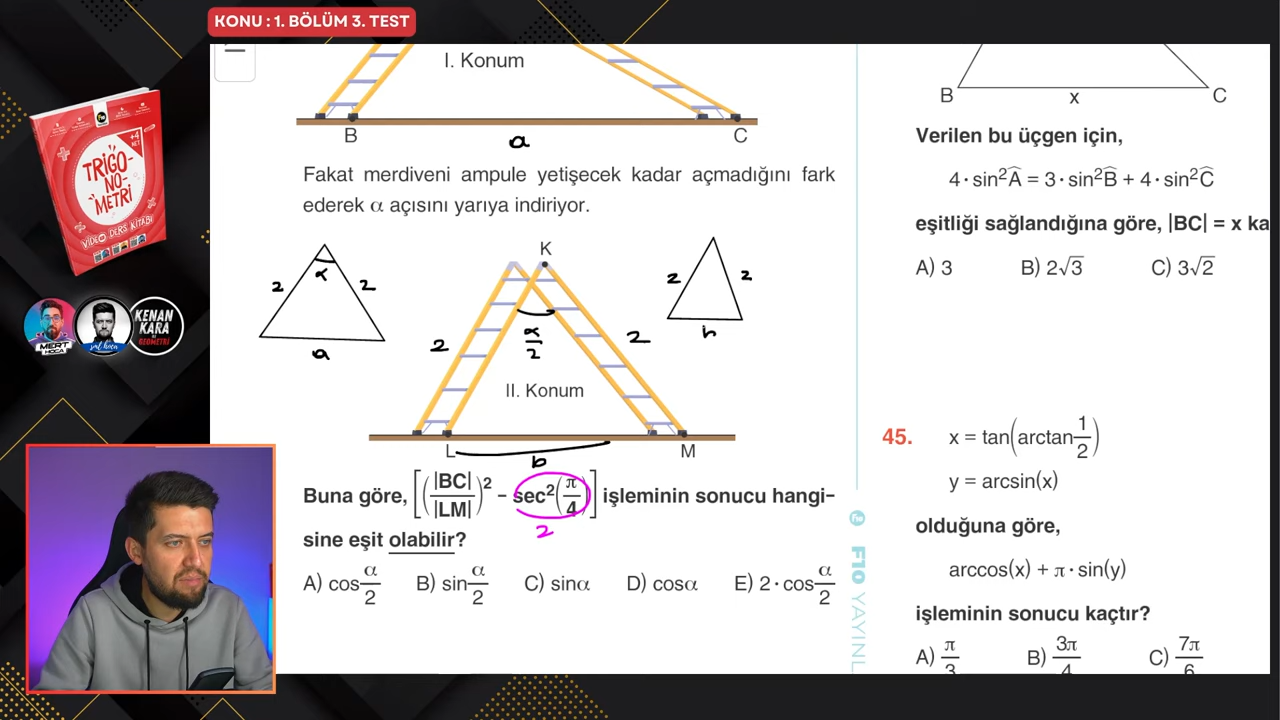 KONU : 1. BÖLÜM 3. TEST
TRİGO-
NO-
METRİ
+4 NET
VİDEO DERS KİTABI
MERT HOCA
KENAN
KARA
GEOMETRİ
I. Konum
B
C
a
Fakat merdiveni ampule yetişecek kadar açmadığını fark
ederek α açısını yarıya indiriyor.
α
2
2
a
K
2
α/2
2
II. Konum
L
M
b
2
2
Buna göre, [(|BC|/|LM|)² – sec²(π/4)] işleminin sonucu hangi-
2
sine eşit olabilir?
A) cos α/2 B) sin α/2 C) sinα D) cosα E) 2·cos α/2
B
x
C
Verilen bu üçgen için,
4·sin²Â = 3·sin²B̂ + 4·sin²Ĉ
eşitliği sağlandığına göre, |BC| = x ka
A) 3 B) 2√3 C) 3√2
45. x = tan(arctan 1/2)
y = arcsin(x)
olduğuna göre,
arccos(x) + π·sin(y)
işleminin sonucu kaçtır?
A) π/3 B) 3π/4 C) 7π/6
F10 YAYINL